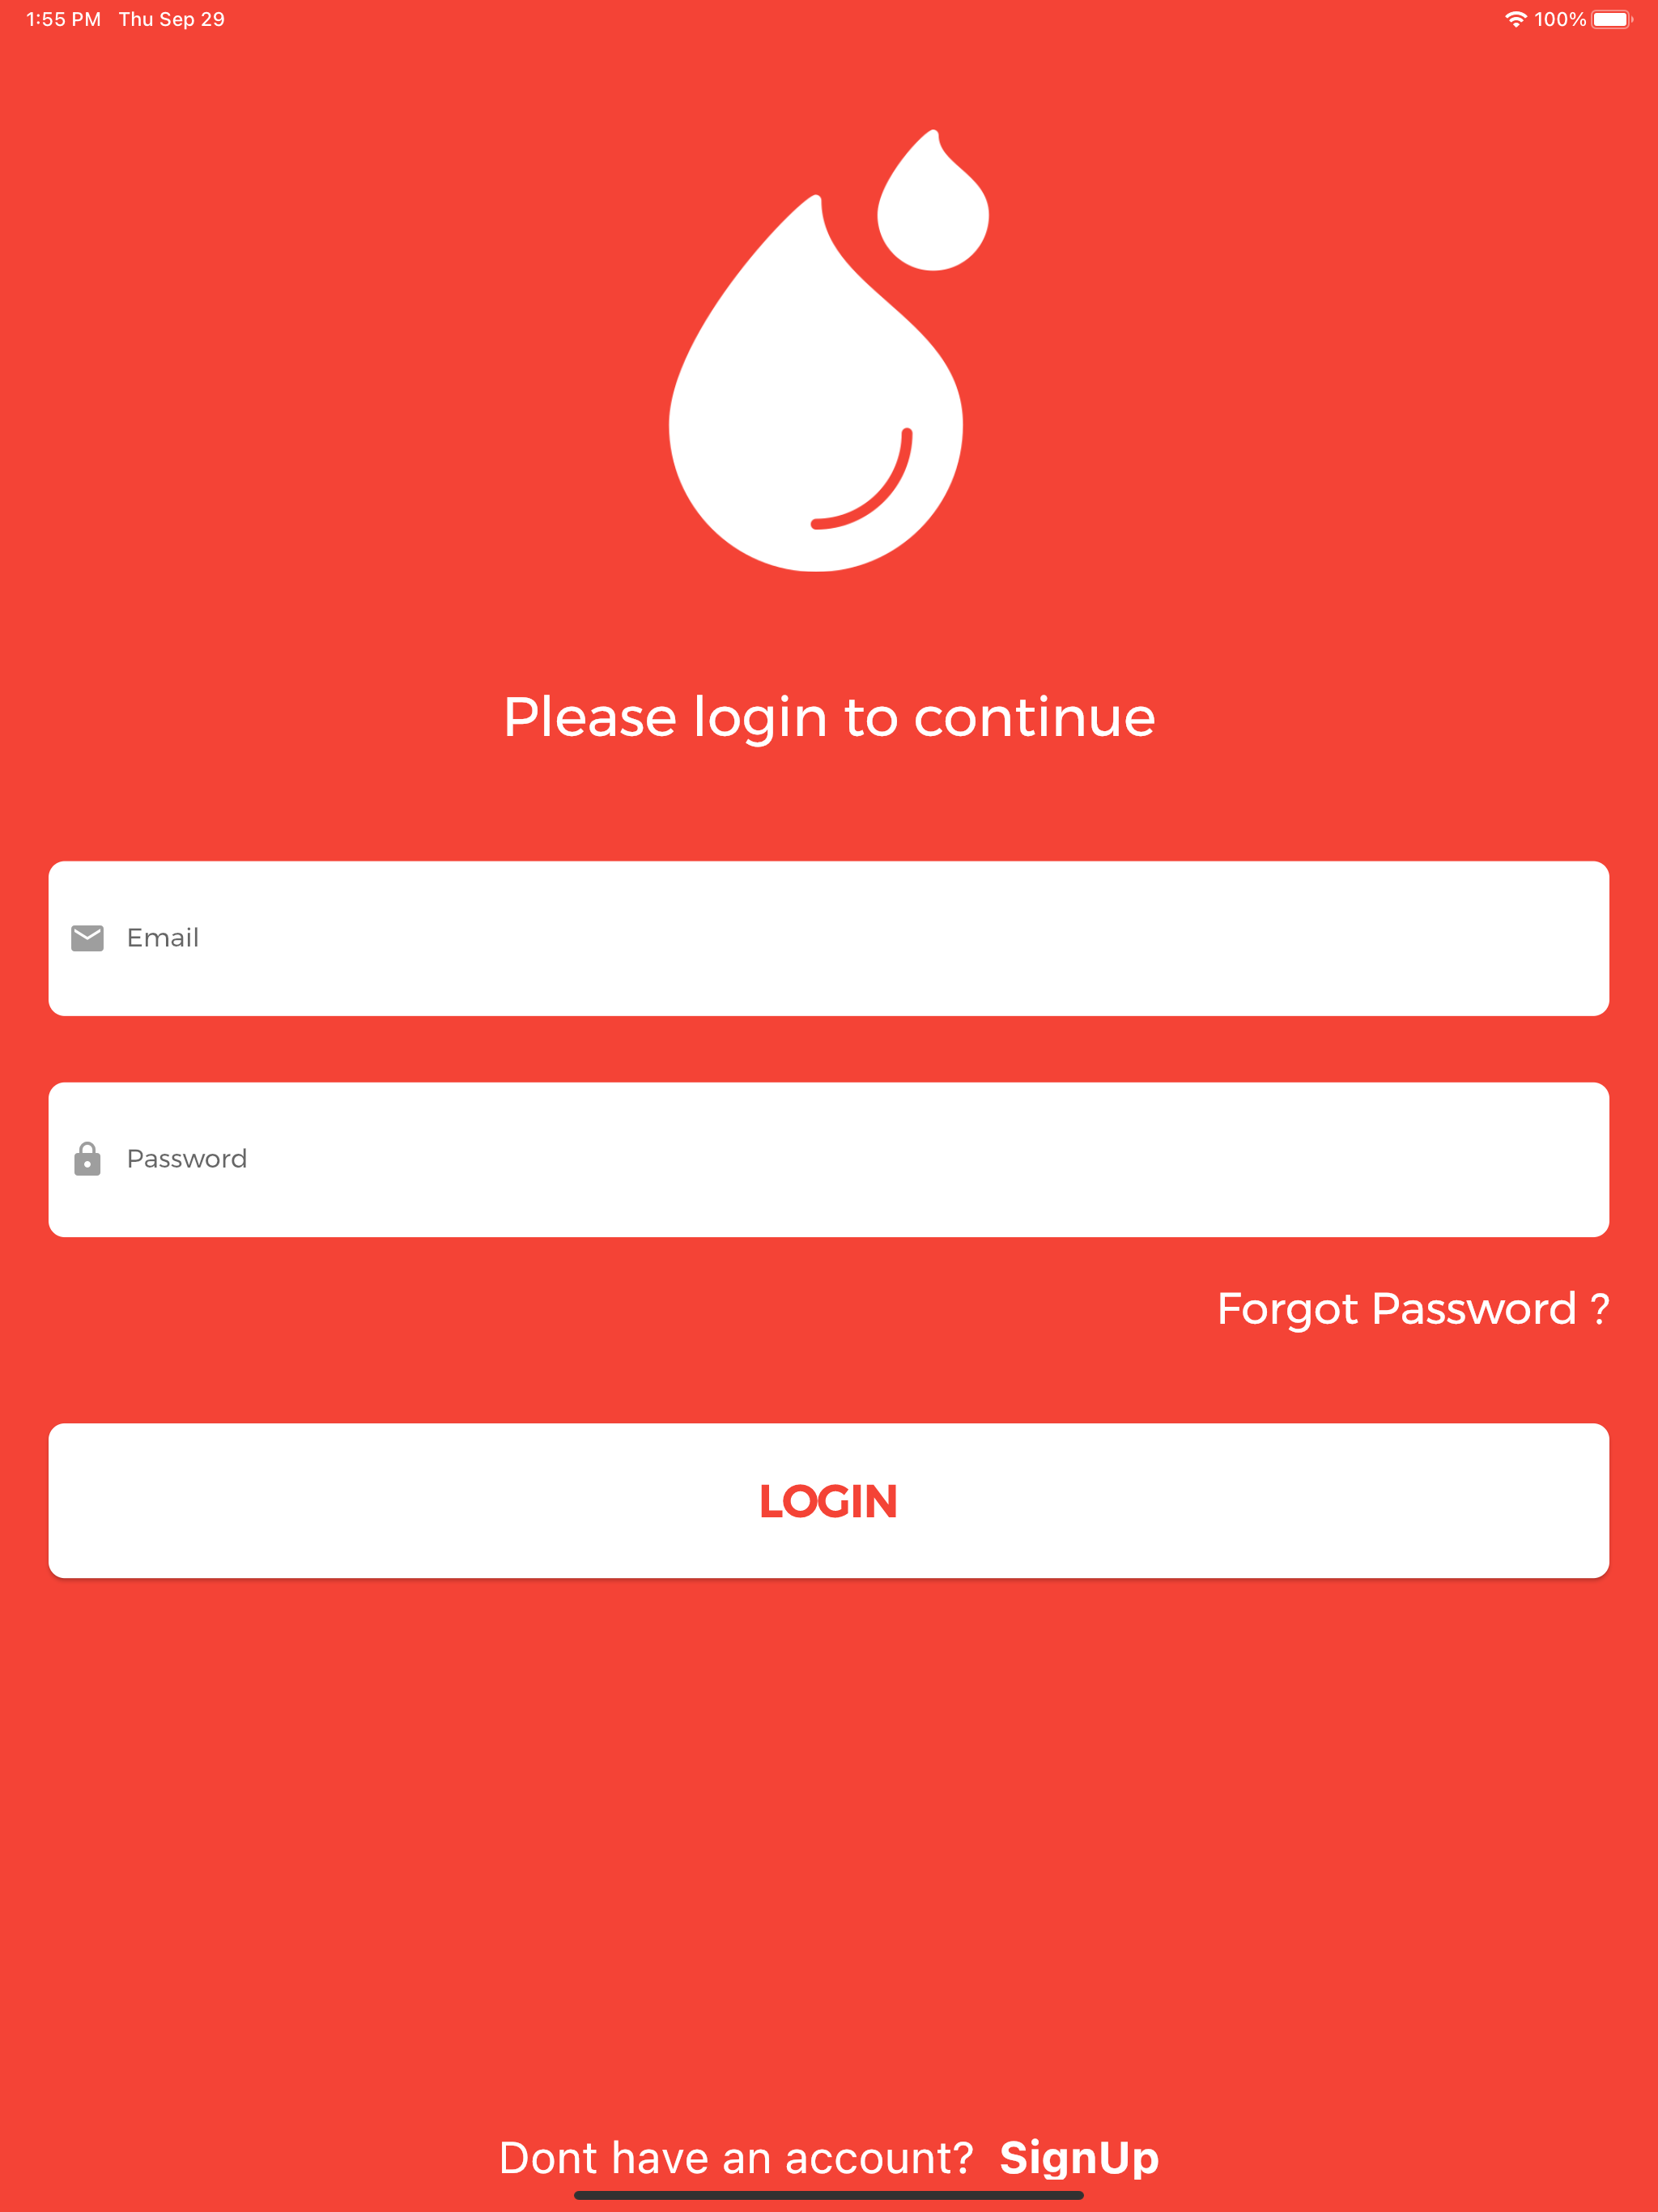 1:55 PM Thu Sep 29 100%
Please login to continue
Email
Password
Forgot Password ?
LOGIN
Dont have an account? SignUp